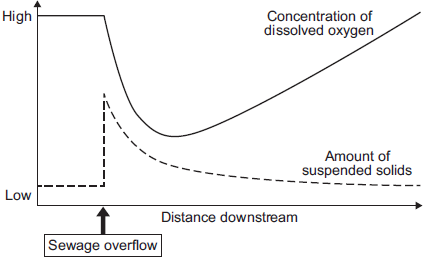 High
Concentration of
dissolved oxygen
Amount of
suspended solids
Low
Distance downstream
Sewage overflow